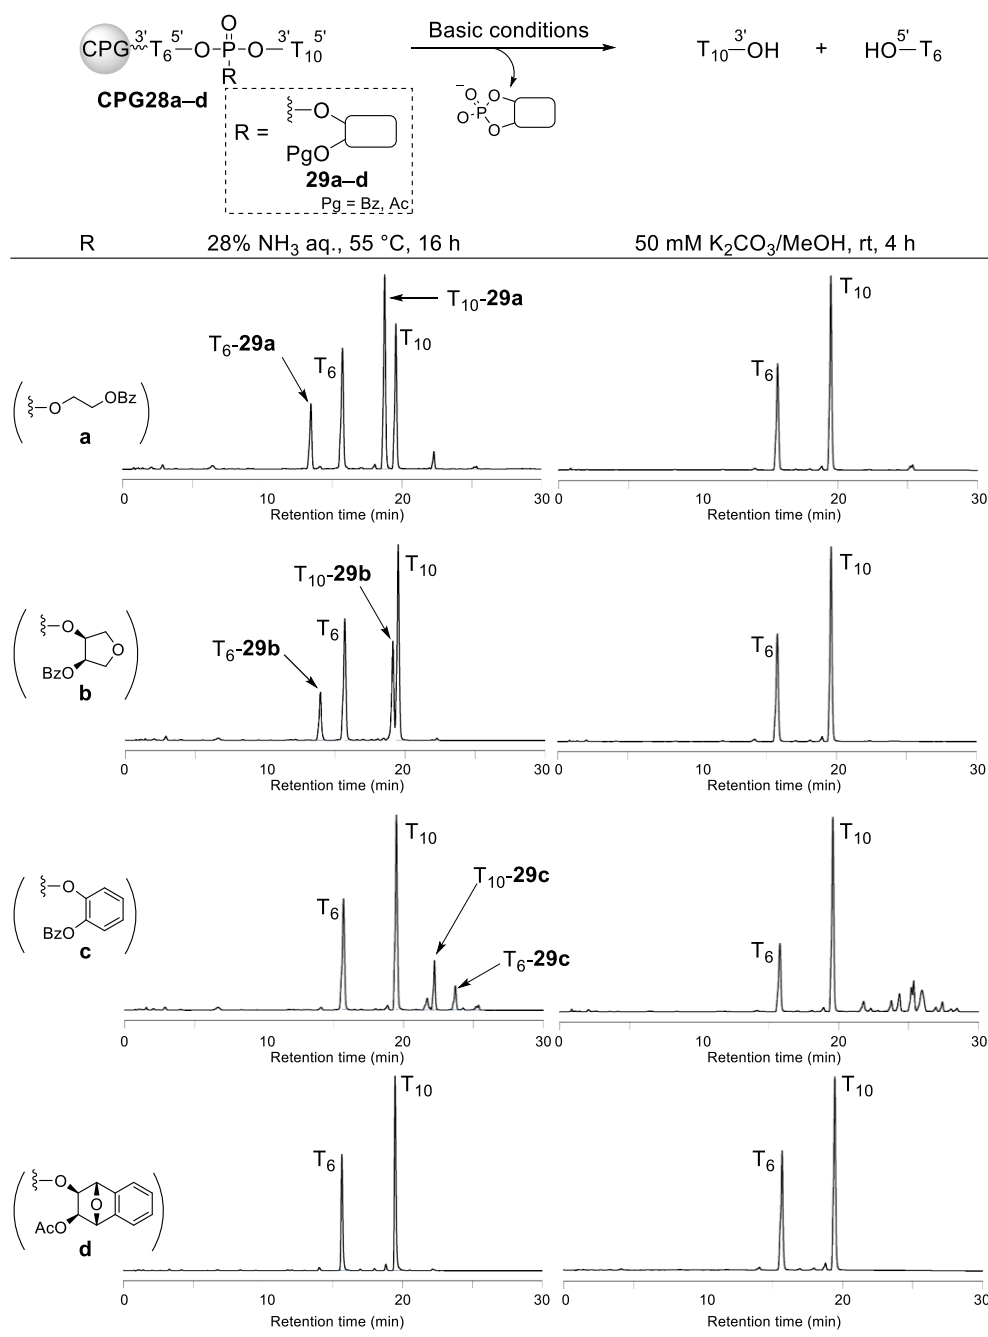 O
3' 5' 3' 5'
CPG T6 —O—P—O— T10
R
CPG28a–d
Basic conditions
3' 5'
T10—OH + HO—T6
−O O
O P O
R = O
PgO
29a–d
Pg = Bz, Ac
R 28% NH3 aq., 55 °C, 16 h 50 mM K2CO3/MeOH, rt, 4 h
T10-29a
T10
T6-29a
T6
T10
T6
O OBz
a
0 10 20 30
Retention time (min)
0 10 20 30
Retention time (min)
T10-29b
T10
T6
T6-29b
T10
T6
O
O
BzO
b
0 10 20 30
Retention time (min)
0 10 20 30
Retention time (min)
T10
T10-29c
T6
T6-29c
T10
T6
O
BzO
c
0 10 20 30
Retention time (min)
0 10 20 30
Retention time (min)
T10
T6
T10
T6
O
O
AcO
d
0 10 20 30
Retention time (min)
0 10 20 30
Retention time (min)